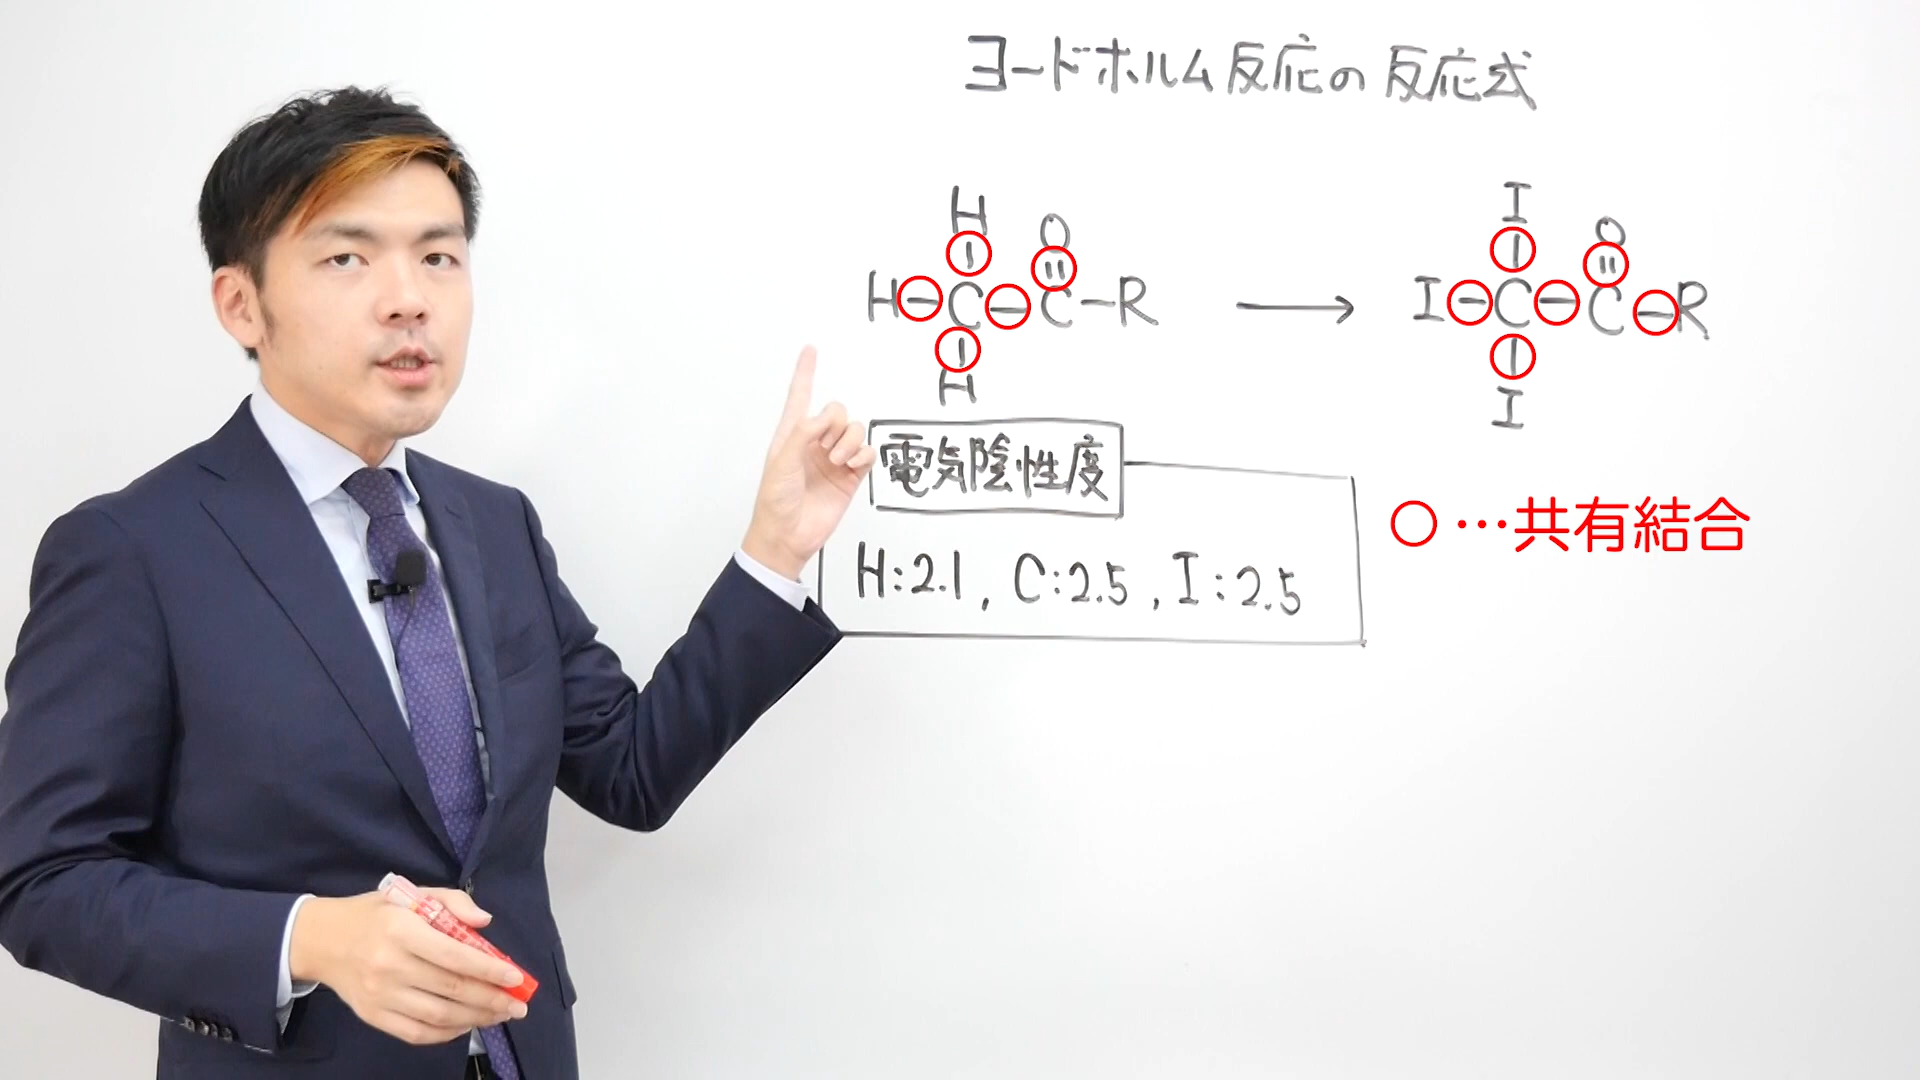 ヨードホルム反応の反応式
H O
H-C-C-R → I-C-C-R
H
I O
I
電気陰性度
H:2.1, C:2.5, I:2.5
○…共有結合